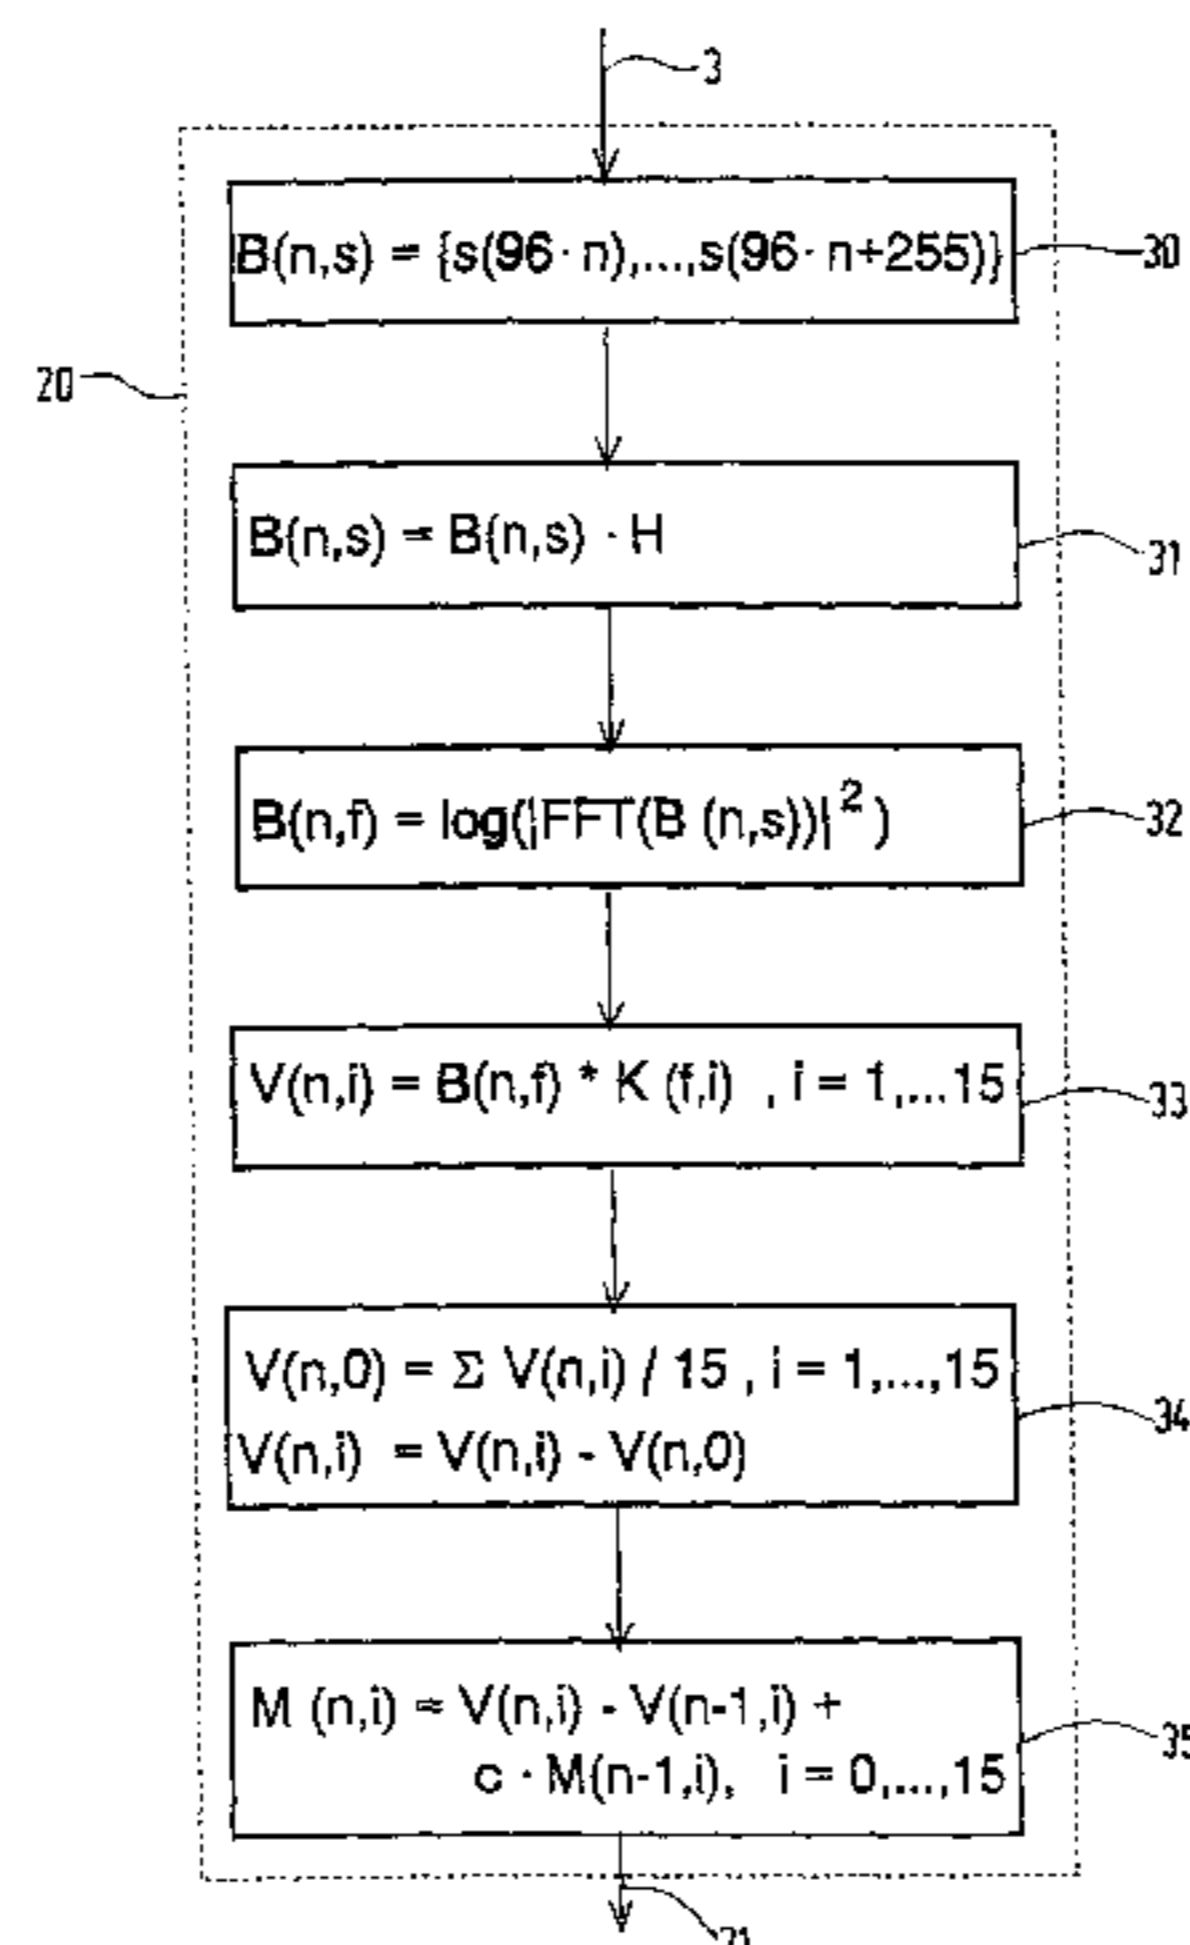 3
B(n,s) = {s(96· n),...,s(96· n+255)}
30
20
B(n,s) = B(n,s) · H
31
B(n,f) = log(|FFT(B (n,s))|²)
32
V(n,i) = B(n,f) * K (f,i) , i = 1,...15
33
V(n,0) = Σ V(n,i) / 15 , i = 1,...,15
V(n,i) = V(n,i) - V(n,0)
34
M (n,i) = V(n,i) - V(n-1,i) +
c · M(n-1,i), i = 0,...,15
35
21